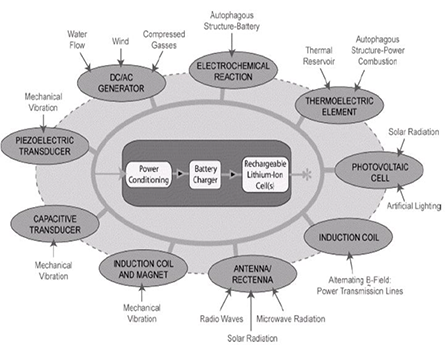 Autophagous
Structure-Battery
Compressed
Gasses
Water
Flow
Wind
Autophagous
Structure-Power
Combustion
Thermal
Reservoir
ELECTROCHEMICAL
REACTION
DC/AC
GENERATOR
THERMOELECTRIC
ELEMENT
Mechanical
Vibration
Solar Radiation
PIEZOELECTRIC
TRANSDUCER
Power
Conditioning
Battery
Charger
Rechargeable
Lithium-Ion
Cell(s)
PHOTOVOLTAIC
CELL
Artificial Lighting
CAPACITIVE
TRANSDUCER
INDUCTION COIL
Mechanical
Vibration
INDUCTION COIL
AND MAGNET
ANTENNA/
RECTENNA
Alternating B-Field:
Power Transmission Lines
Mechanical
Vibration
Radio Waves
Microwave Radiation
Solar Radiation